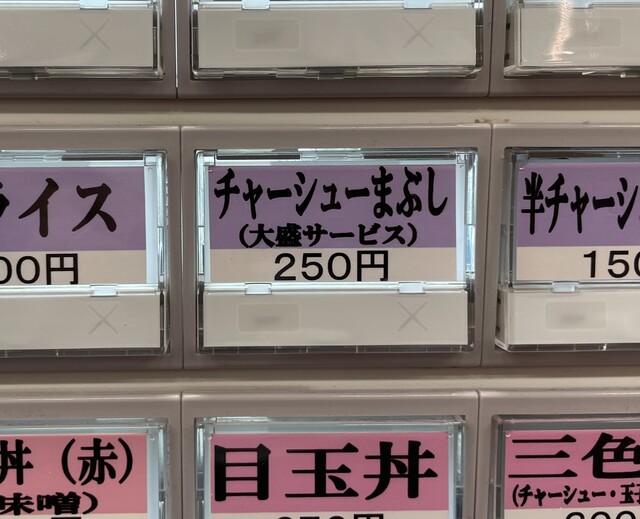 ライス
00円
チャーシューまぶし
(大盛サービス)
250円
半チャーシ
150
丼(赤)
味噌)
目玉丼
三色
(チャーシュー・玉子